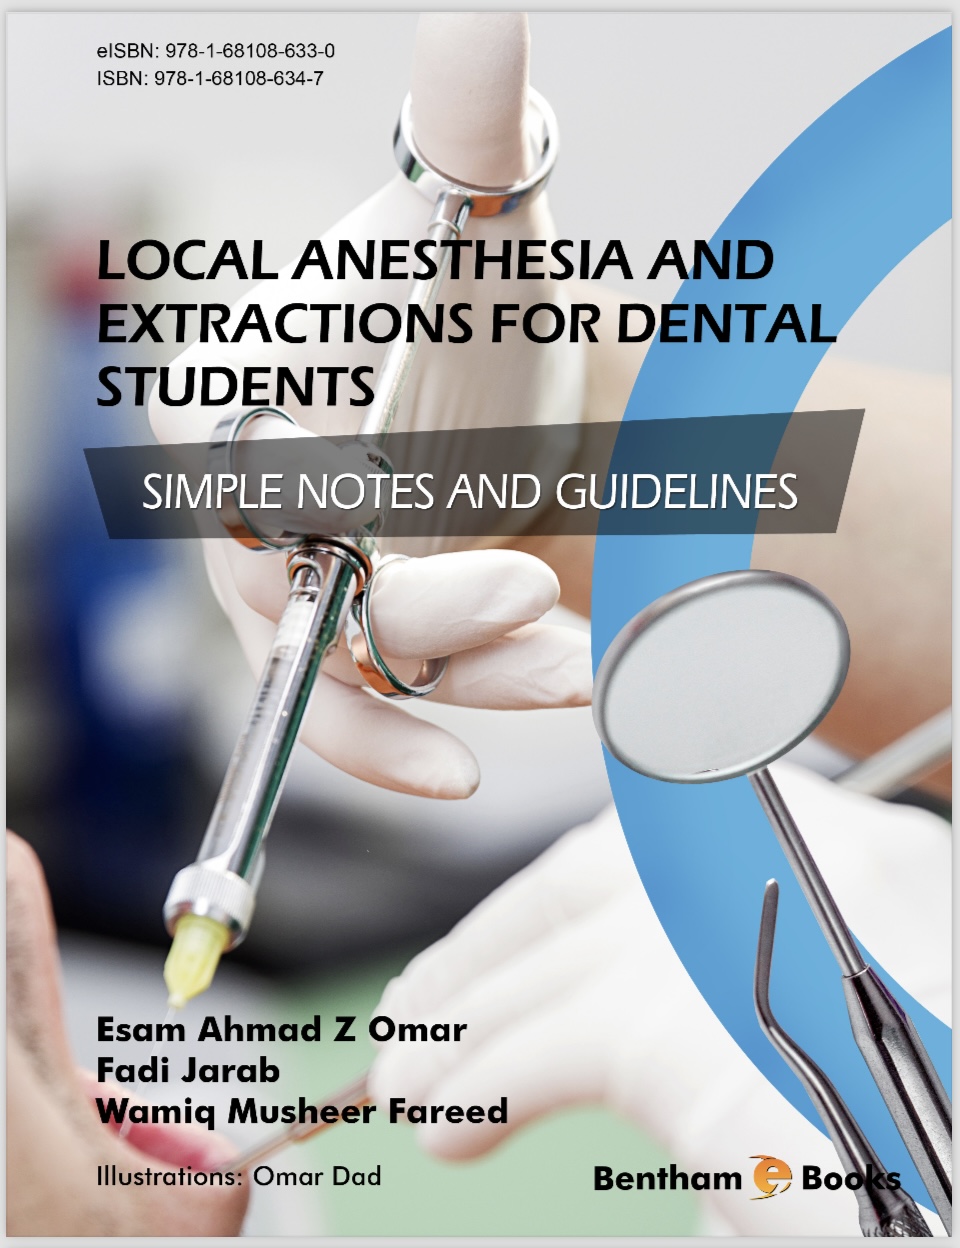 eISBN: 978-1-68108-633-0
ISBN: 978-1-68108-634-7
LOCAL ANESTHESIA AND
EXTRACTIONS FOR DENTAL
STUDENTS
SIMPLE NOTES AND GUIDELINES
Esam Ahmad Z Omar
Fadi Jarab
Wamiq Musheer Fareed
Illustrations: Omar Dad
Bentham e Books